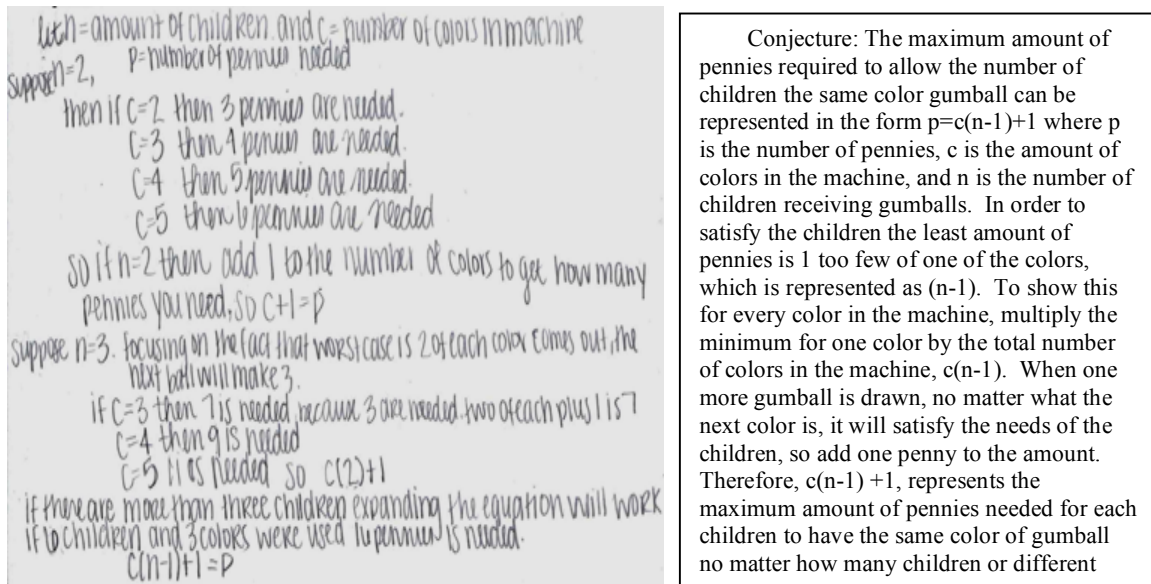 let n = amount of children and c = number of colors in machine
p = number of pennies needed
suppose n=2,
then if c=2 then 3 pennies are needed.
c=3 then 4 pennies are needed.
c=4 then 5 pennies are needed.
c=5 then 6 pennies are needed
so if n=2 then add 1 to the number of colors to get how many
pennies you need, so c+1=p
suppose n=3. focusing on the fact that worst case is 2 of each color comes out, the
next ball will make 3.
if c=3 then 7 is needed because 3 are needed two of each plus 1 is 7
c=4 then 9 is needed
c=5 11 is needed so c(2)+1
if there are more than three children expanding the equation will work
if 6 children and 3 colors were used 16 pennies is needed.
c(n-1)+1=p
Conjecture: The maximum amount of
pennies required to allow the number of
children the same color gumball can be
represented in the form p=c(n-1)+1 where p
is the number of pennies, c is the amount of
colors in the machine, and n is the number of
children receiving gumballs. In order to
satisfy the children the least amount of
pennies is 1 too few of one of the colors,
which is represented as (n-1). To show this
for every color in the machine, multiply the
minimum for one color by the total number
of colors in the machine, c(n-1). When one
more gumball is drawn, no matter what the
next color is, it will satisfy the needs of the
children, so add one penny to the amount.
Therefore, c(n-1) +1, represents the
maximum amount of pennies needed for each
children to have the same color of gumball
no matter how many children or different